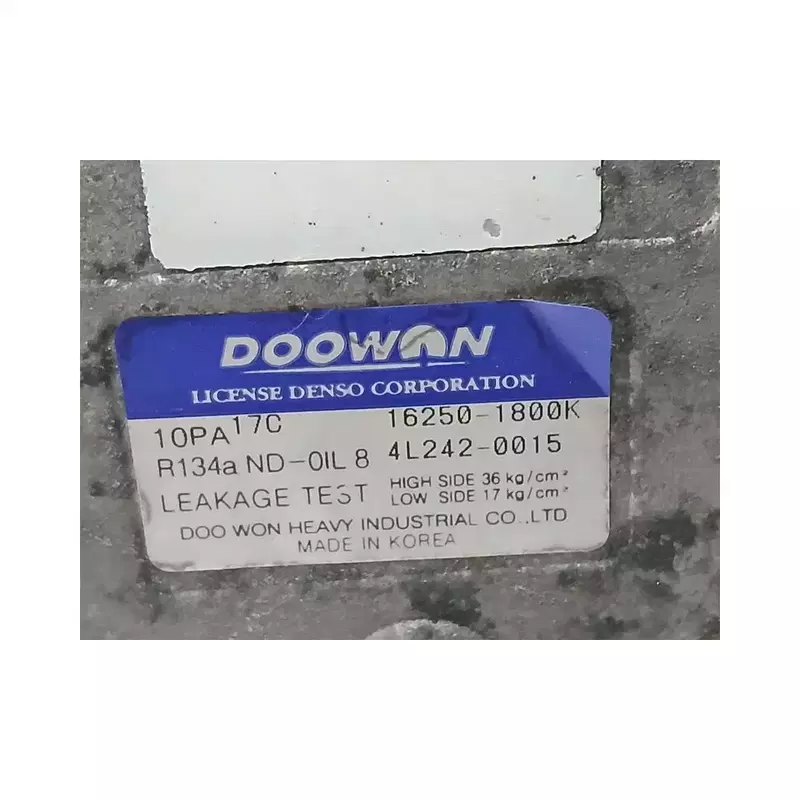 DOOWON
LICENSE DENSO CORPORATION
10PA17C 16250-1800K
R134a ND-OIL 8 4L242-0015
LEAKAGE TEST HIGH SIDE 36 kg/cm²
LOW SIDE 17 kg/cm²
DOO WON HEAVY INDUSTRIAL CO.,LTD
MADE IN KOREA